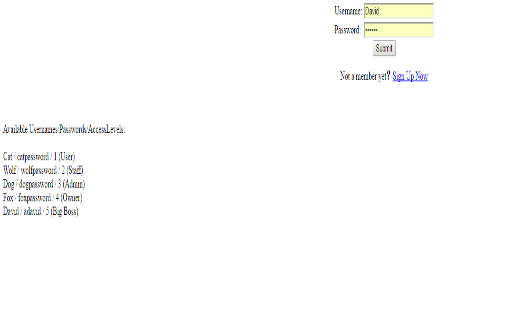 Username: David
Password: ••••••
Submit
Not a member yet? Sign Up Now
Available Usernames/Passwords/AccessLevels:
Cat / catpassword / 1 (User)
Wolf / wolfpassword / 2 (Staff)
Dog / dogpassword / 3 (Admin)
Fox / foxpassword / 4 (Owner)
David / adavid / 5 (Big Boss)